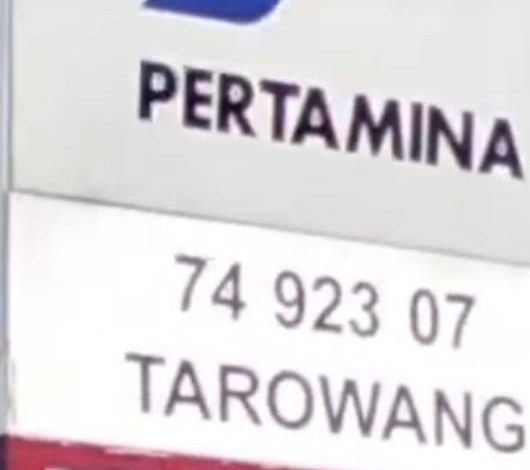 PERTAMINA
74 923 07
TAROWANG